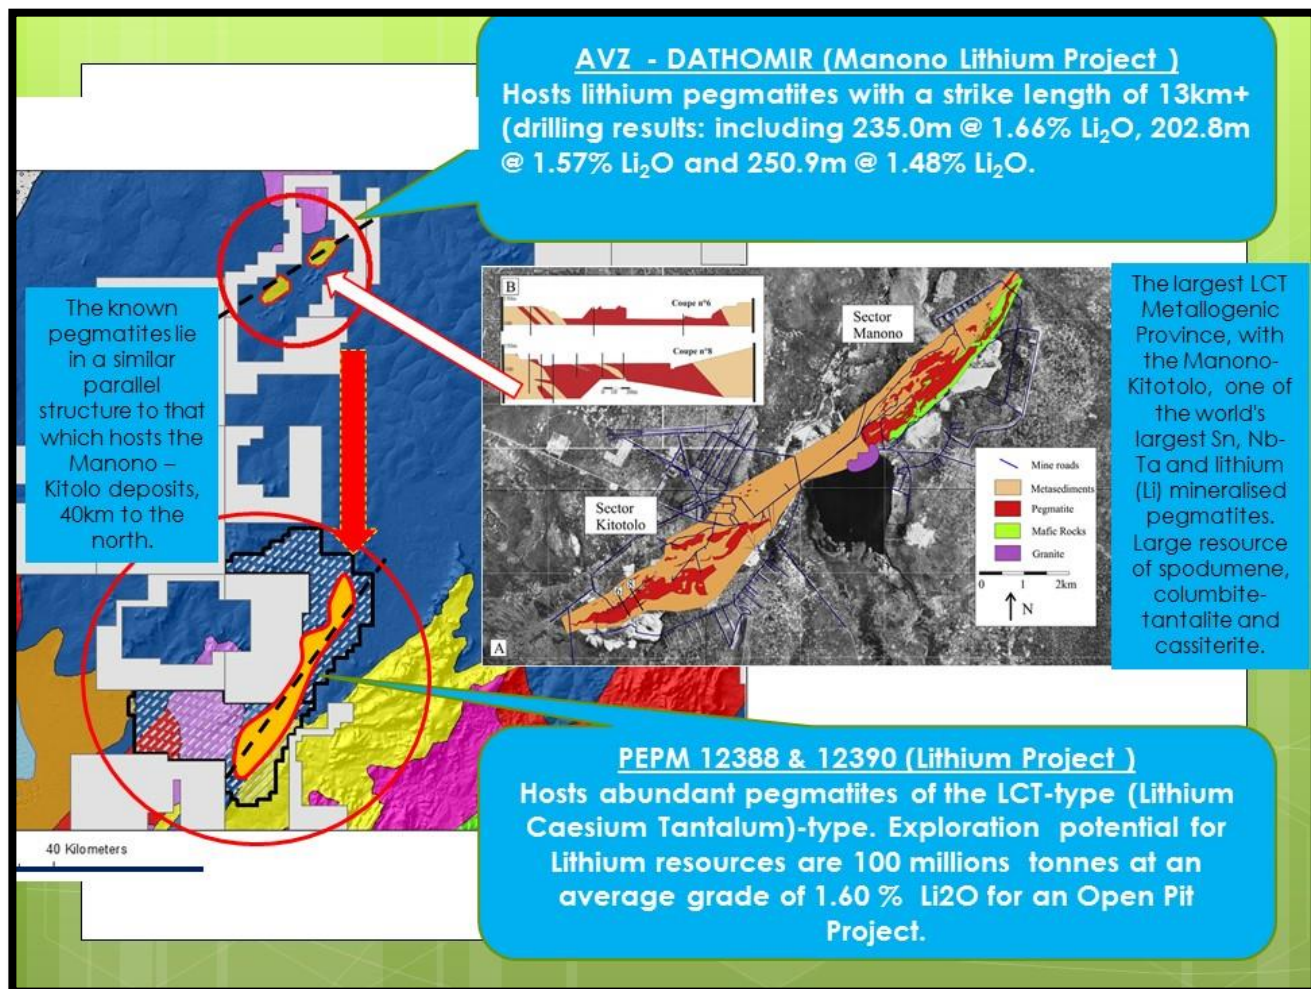 AVZ - DATHOMIR (Manono Lithium Project )
Hosts lithium pegmatites with a strike length of 13km+
(drilling results: including 235.0m @ 1.66% Li₂O, 202.8m
@ 1.57% Li₂O and 250.9m @ 1.48% Li₂O.
The known
pegmatites lie
in a similar
parallel
structure to that
which hosts the
Manono –
Kitolo deposits,
40km to the
north.
B
Coupe n°6
Coupe n°8
Sector
Manono
Sector
Kitotolo
Mine roads
Metasediments
Pegmatite
Mafic Rocks
Granite
0 1 2km
N
A
The largest LCT
Metallogenic
Province, with
the Manono-
Kitotolo, one of
the world's
largest Sn, Nb-
Ta and lithium
(Li) mineralised
pegmatites.
Large resource
of spodumene,
columbite-
tantalite and
cassiterite.
40 Kilometers
PEPM 12388 & 12390 (Lithium Project )
Hosts abundant pegmatites of the LCT-type (Lithium
Caesium Tantalum)-type. Exploration potential for
Lithium resources are 100 millions tonnes at an
average grade of 1.60 % Li2O for an Open Pit
Project.